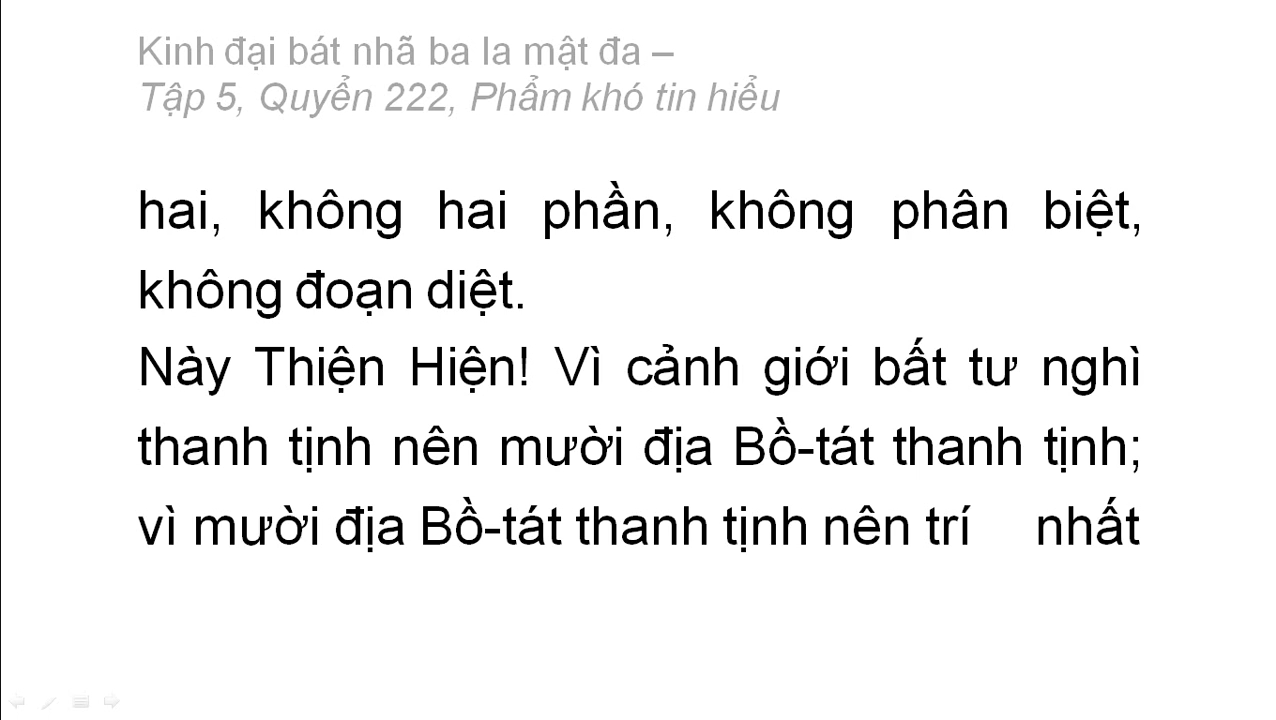 Kinh đại bát nhã ba la mật đa –
Tập 5, Quyển 222, Phẩm khó tin hiểu
hai, không hai phần, không phân biệt,
không đoạn diệt.
Này Thiện Hiện! Vì cảnh giới bất tư nghì
thanh tịnh nên mười địa Bồ-tát thanh tịnh;
vì mười địa Bồ-tát thanh tịnh nên trí nhất